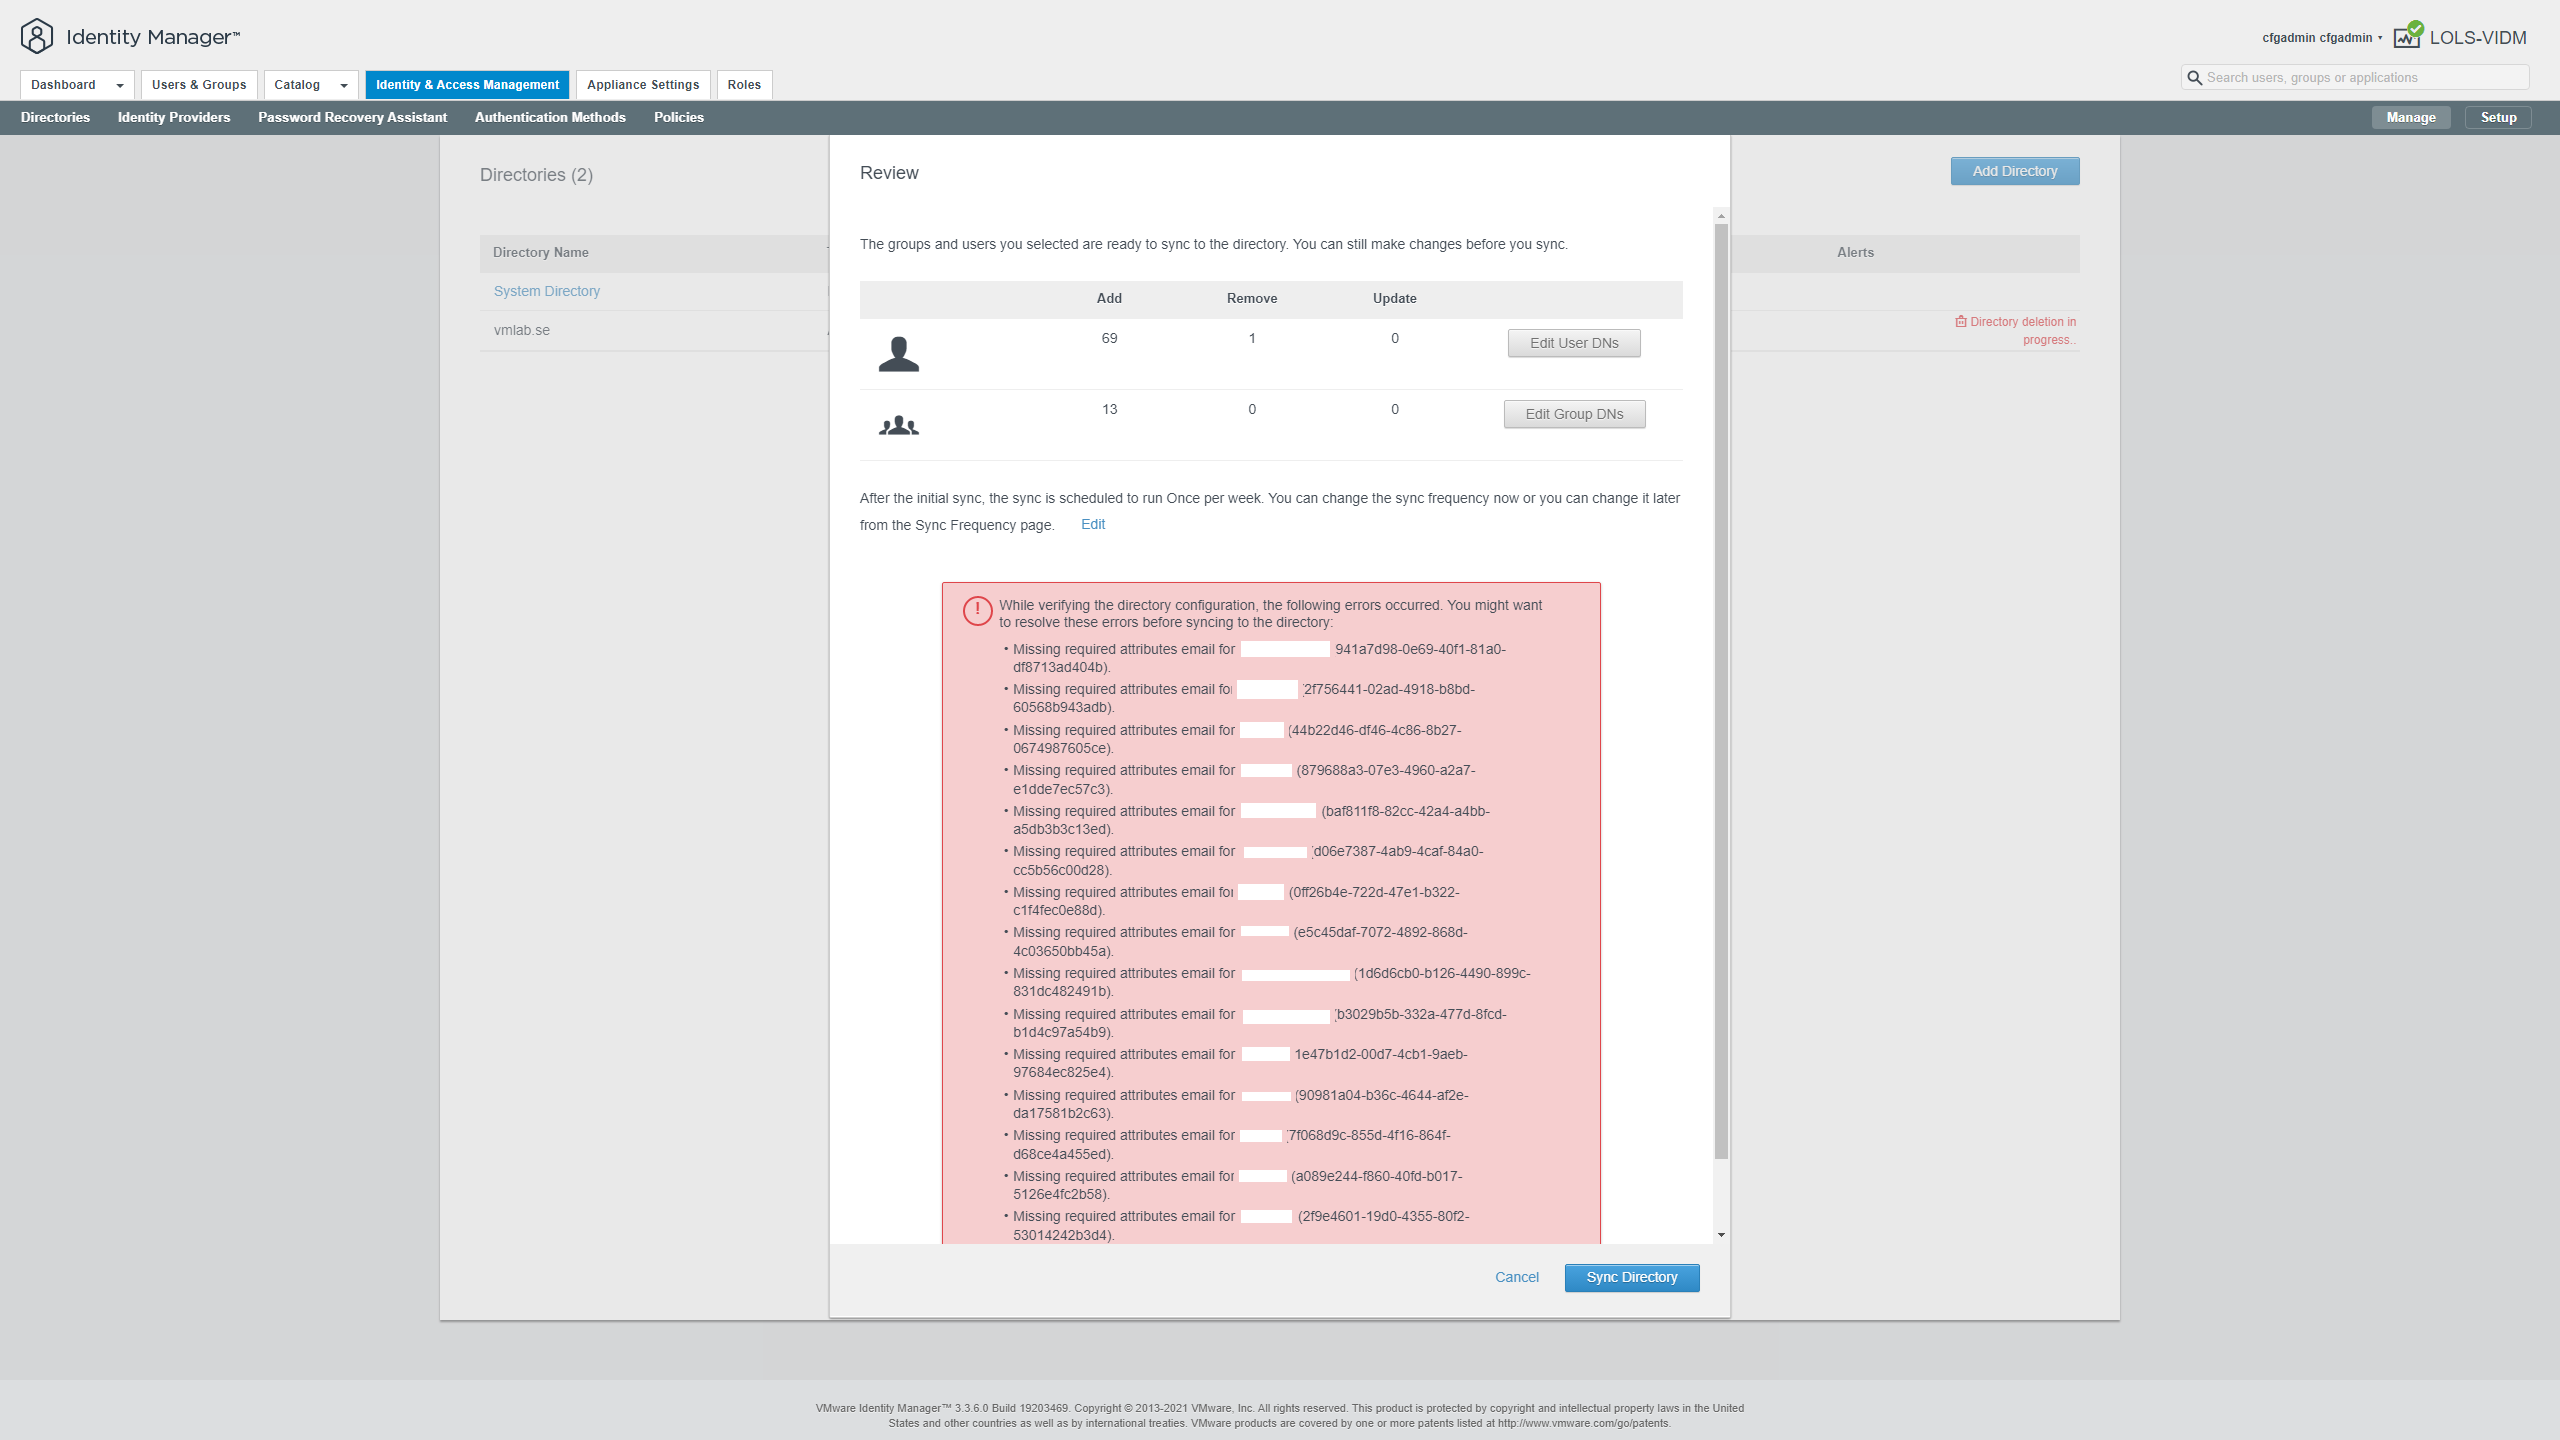 Identity Manager™
cfgadmin cfgadmin
LOLS-VIDM
Dashboard
Users & Groups
Catalog
Identity & Access Management
Appliance Settings
Roles
Search users, groups or applications
Directories
Identity Providers
Password Recovery Assistant
Authentication Methods
Policies
Manage
Setup
Directories (2)
Add Directory
Directory Name
Alerts
System Directory
vmlab.se
Directory deletion in
progress..
Review
The groups and users you selected are ready to sync to the directory. You can still make changes before you sync.
Add Remove Update
69 1 0 Edit User DNs
13 0 0 Edit Group DNs
After the initial sync, the sync is scheduled to run Once per week. You can change the sync frequency now or you can change it later
from the Sync Frequency page. Edit
! While verifying the directory configuration, the following errors occurred. You might want
to resolve these errors before syncing to the directory:
• Missing required attributes email for 941a7d98-0e69-40f1-81a0-
df8713ad404b).
• Missing required attributes email for (2f756441-02ad-4918-b8bd-
60568b943adb).
• Missing required attributes email for (44b22d46-df46-4c86-8b27-
0674987605ce).
• Missing required attributes email for (879688a3-07e3-4960-a2a7-
e1dde7ec57c3).
• Missing required attributes email for (baf811f8-82cc-42a4-a4bb-
a5db3b3c13ed).
• Missing required attributes email for (d06e7387-4ab9-4caf-84a0-
cc5b56c00d28).
• Missing required attributes email for (0ff26b4e-722d-47e1-b322-
c1f4fec0e88d).
• Missing required attributes email for (e5c45daf-7072-4892-868d-
4c03650bb45a).
• Missing required attributes email for (1d6d6cb0-b126-4490-899c-
831dc482491b).
• Missing required attributes email for (b3029b5b-332a-477d-8fcd-
b1d4c97a54b9).
• Missing required attributes email for 1e47b1d2-00d7-4cb1-9aeb-
97684ec825e4).
• Missing required attributes email for (90981a04-b36c-4644-af2e-
da17581b2c63).
• Missing required attributes email for (7f068d9c-855d-4f16-864f-
d68ce4a455ed).
• Missing required attributes email for (a089e244-f860-40fd-b017-
5126e4fc2b58).
• Missing required attributes email for (2f9e4601-19d0-4355-80f2-
53014242b3d4).
Cancel
Sync Directory
VMware Identity Manager™ 3.3.6.0 Build 19203469. Copyright © 2013-2021 VMware, Inc. All rights reserved. This product is protected by copyright and intellectual property laws in the United
States and other countries as well as by international treaties. VMware products are covered by one or more patents listed at http://www.vmware.com/go/patents.